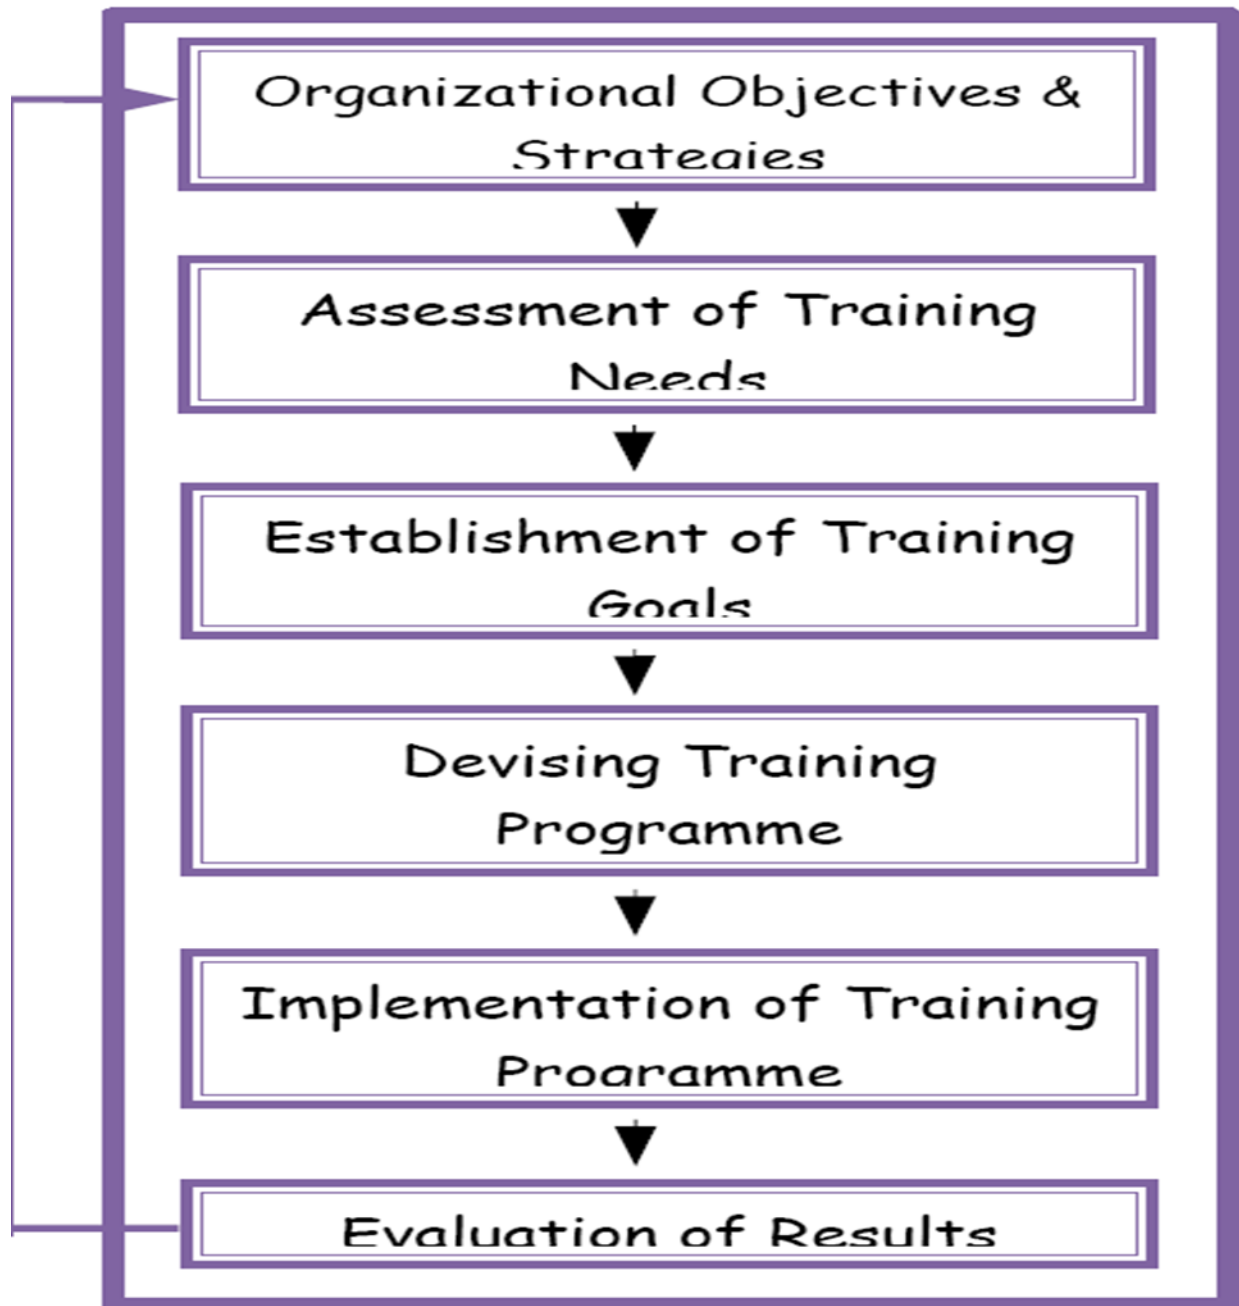 Organizational Objectives &
Strategies
Assessment of Training
Needs
Establishment of Training
Goals
Devising Training
Programme
Implementation of Training
Programme
Evaluation of Results